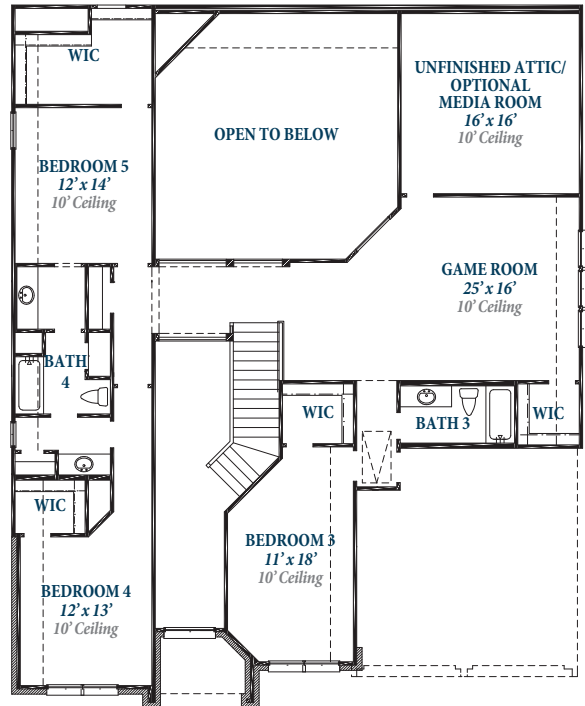 WIC
UNFINISHED ATTIC/
OPTIONAL
MEDIA ROOM
16' x 16'
10' Ceiling
OPEN TO BELOW
BEDROOM 5
12' x 14'
10' Ceiling
GAME ROOM
25' x 16'
10' Ceiling
BATH
4
WIC
BATH 3
WIC
WIC
BEDROOM 3
11' x 18'
10' Ceiling
BEDROOM 4
12' x 13'
10' Ceiling